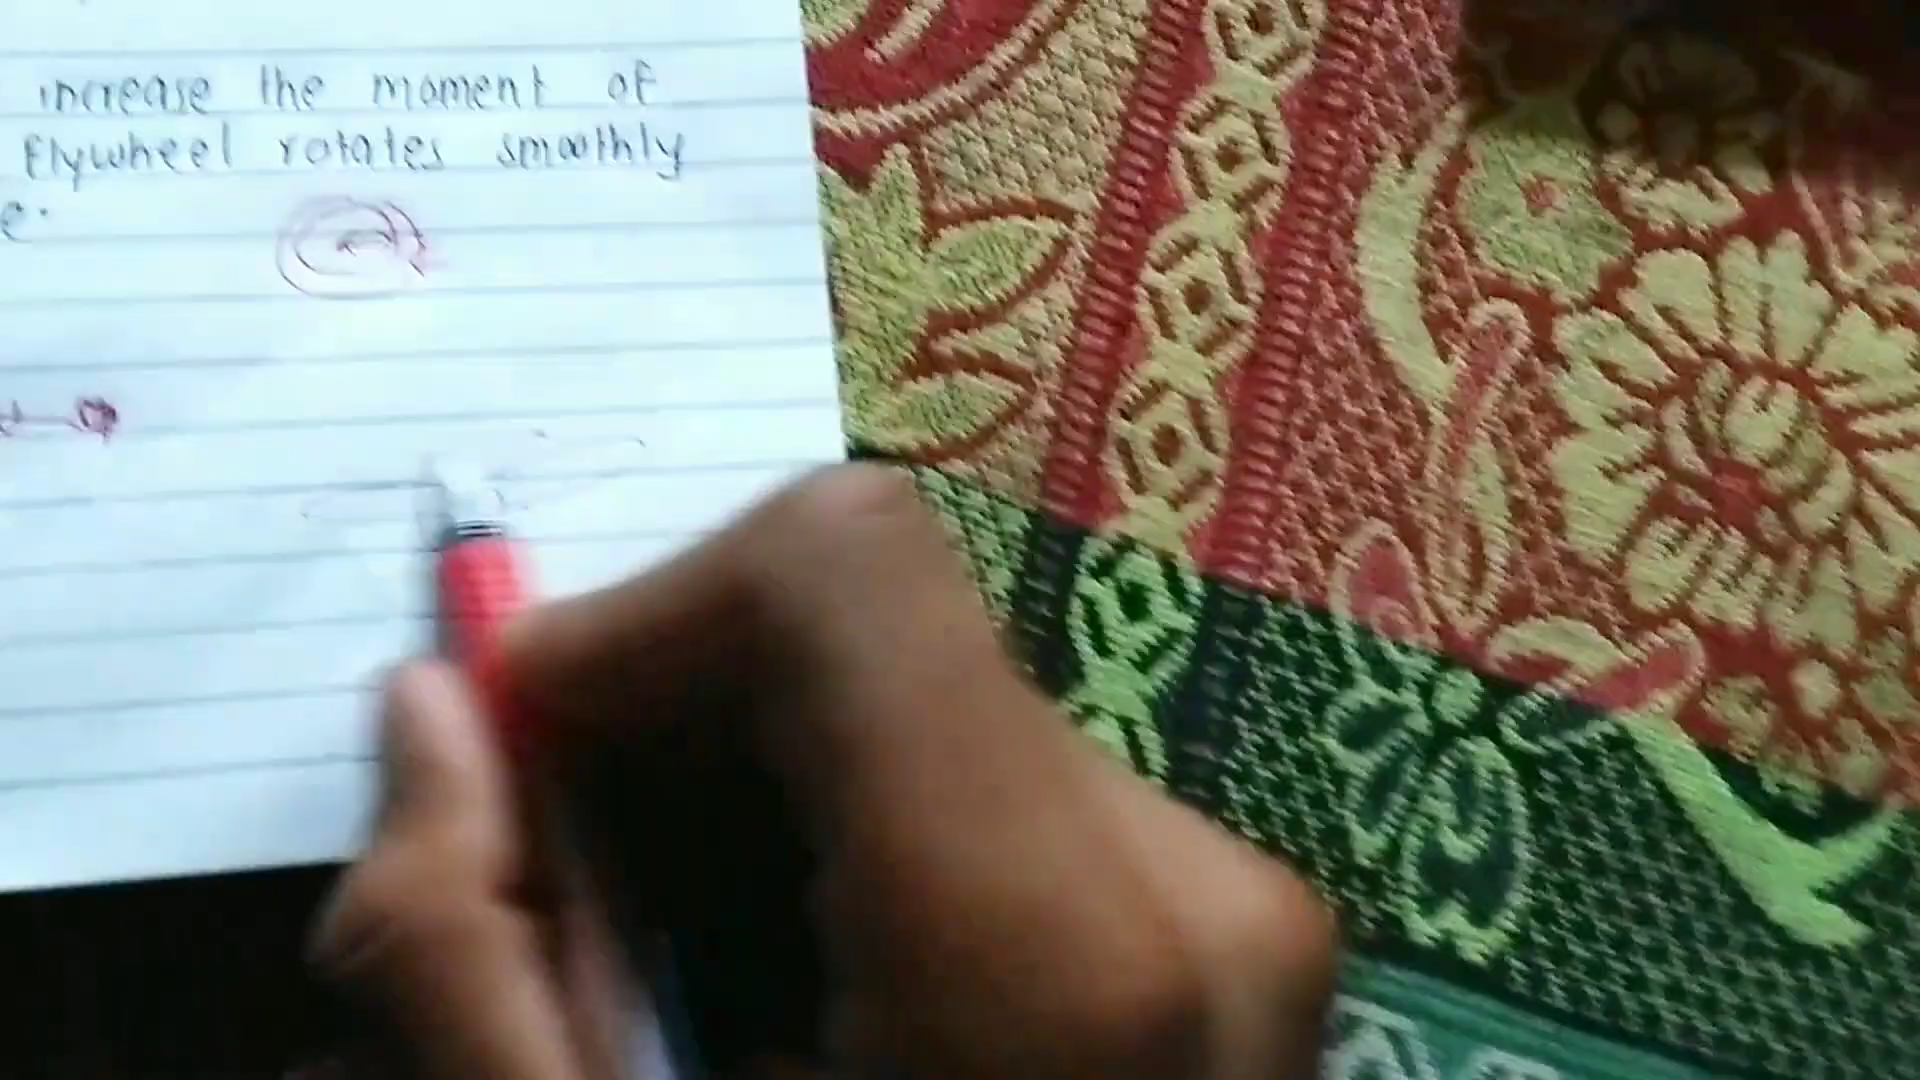 increase the moment of
flywheel rotates smoothly
e.